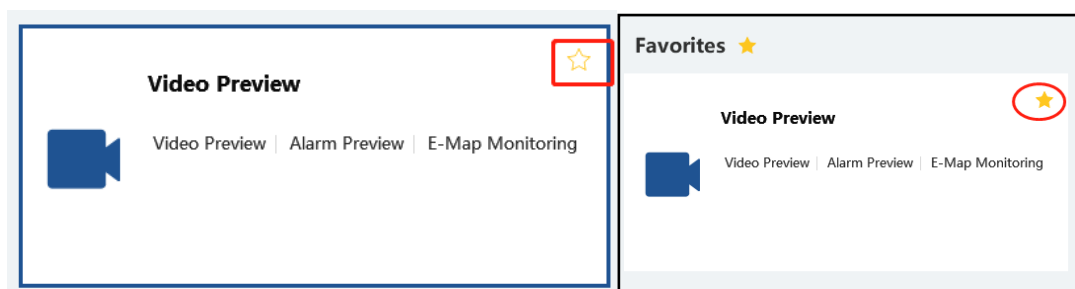 Video Preview
Video Preview | Alarm Preview | E-Map Monitoring
Favorites
Video Preview
Video Preview | Alarm Preview | E-Map Monitoring